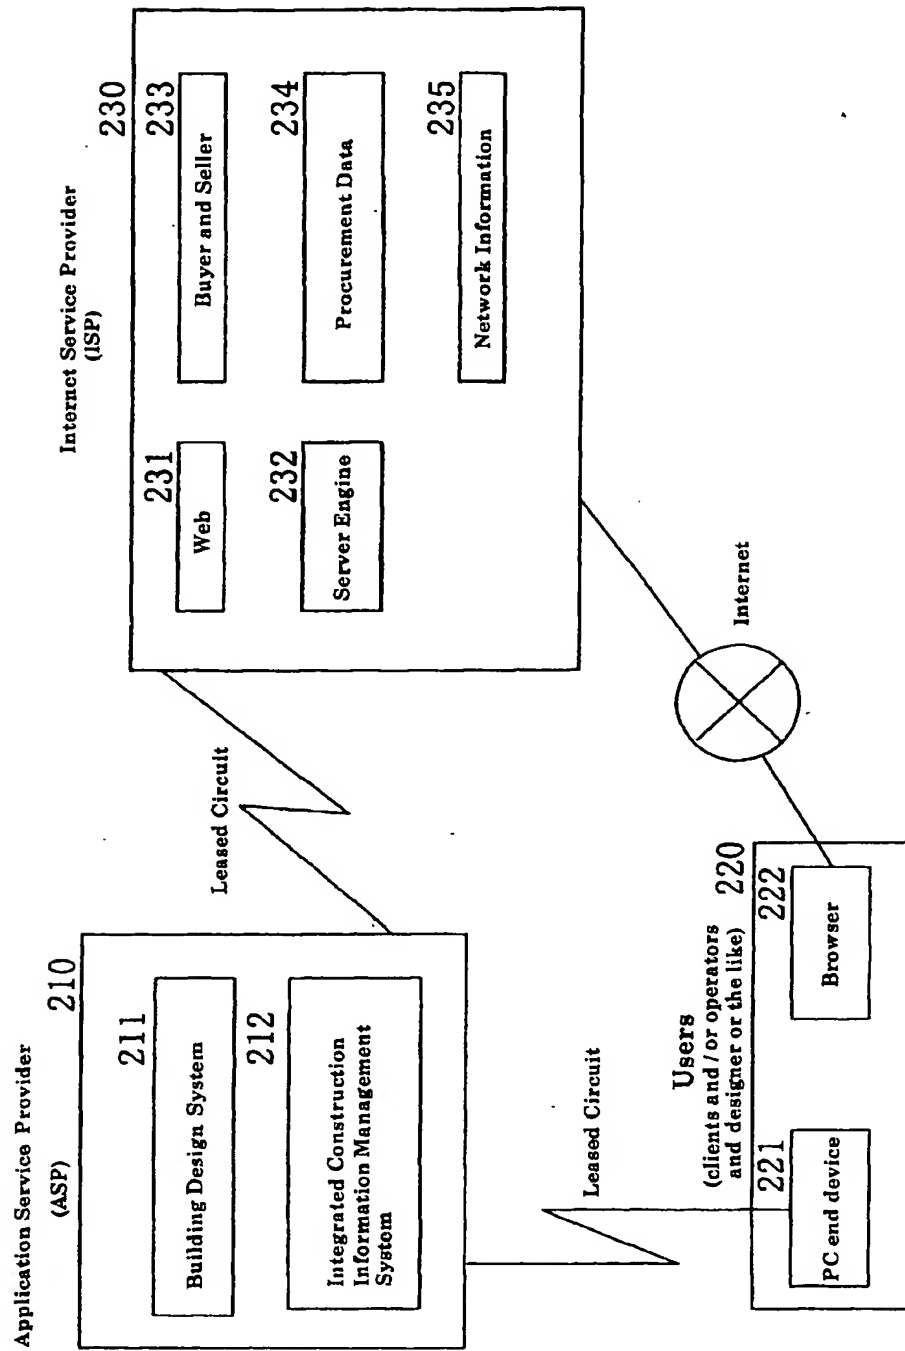 Application Service Provider
(ASP)
210
211
Building Design System
212
Integrated Construction
Information Management
System
Leased Circuit
Internet Service Provider
(ISP)
230
231
Web
232
Server Engine
233
Buyer and Seller
234
Procurement Data
235
Network Information
Leased Circuit
Internet
Users
(clients and / or operators
and designer or the like)
220
221
PC end device
222
Browser